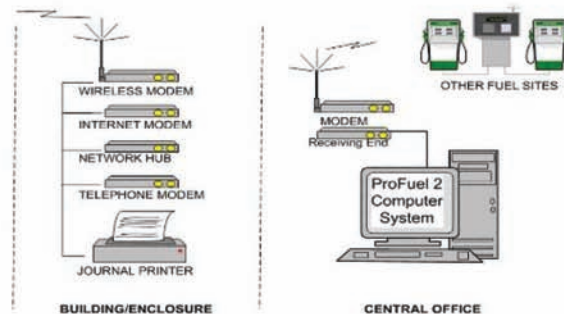 WIRELESS MODEM
INTERNET MODEM
NETWORK HUB
TELEPHONE MODEM
JOURNAL PRINTER
BUILDING/ENCLOSURE
OTHER FUEL SITES
MODEM
Receiving End
ProFuel 2
Computer
System
CENTRAL OFFICE